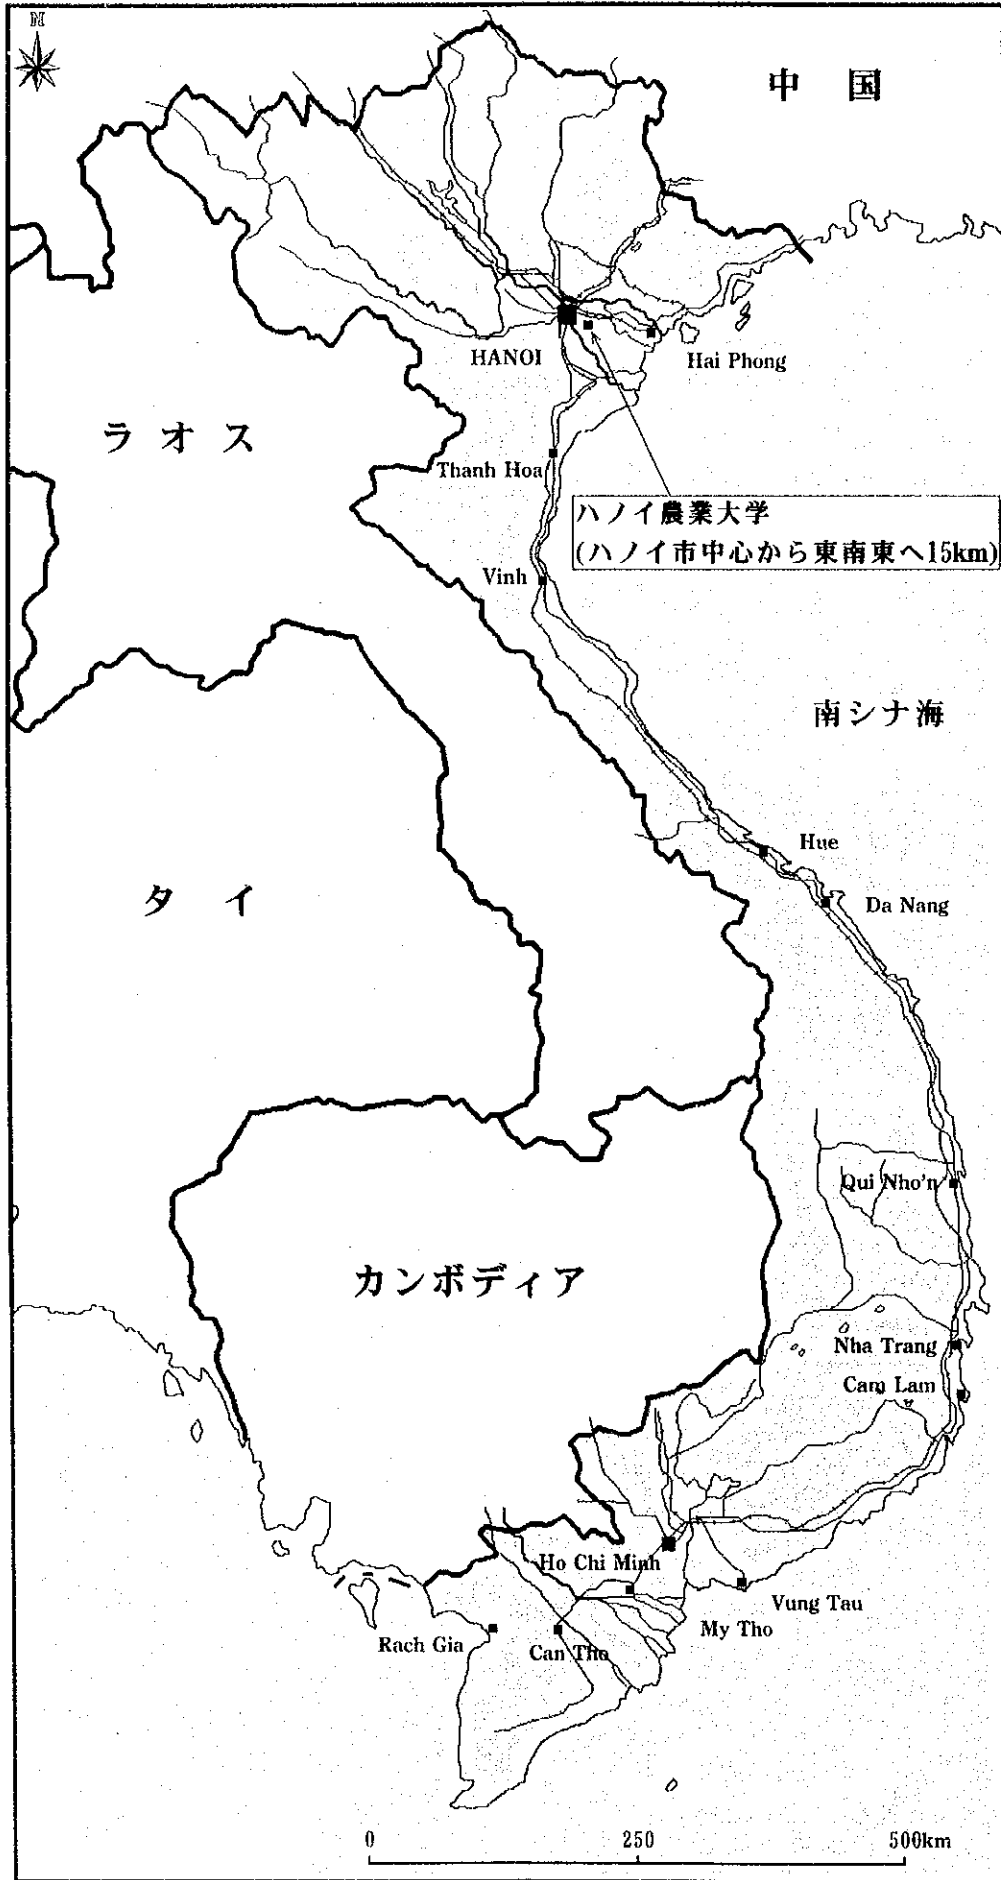 N
中 国
HANOI
Hai Phong
ラ オ ス
Thanh Hoa
ハノイ農業大学
(ハノイ市中心から東南東へ15km)
Vinh
南シナ海
Hue
タ イ
Da Nang
Qui Nho'n
カンボディア
Nha Trang
Cam Lam
Ho Chi Minh
Vung Tau
My Tho
Rach Gia
Can Tho
0 250 500km